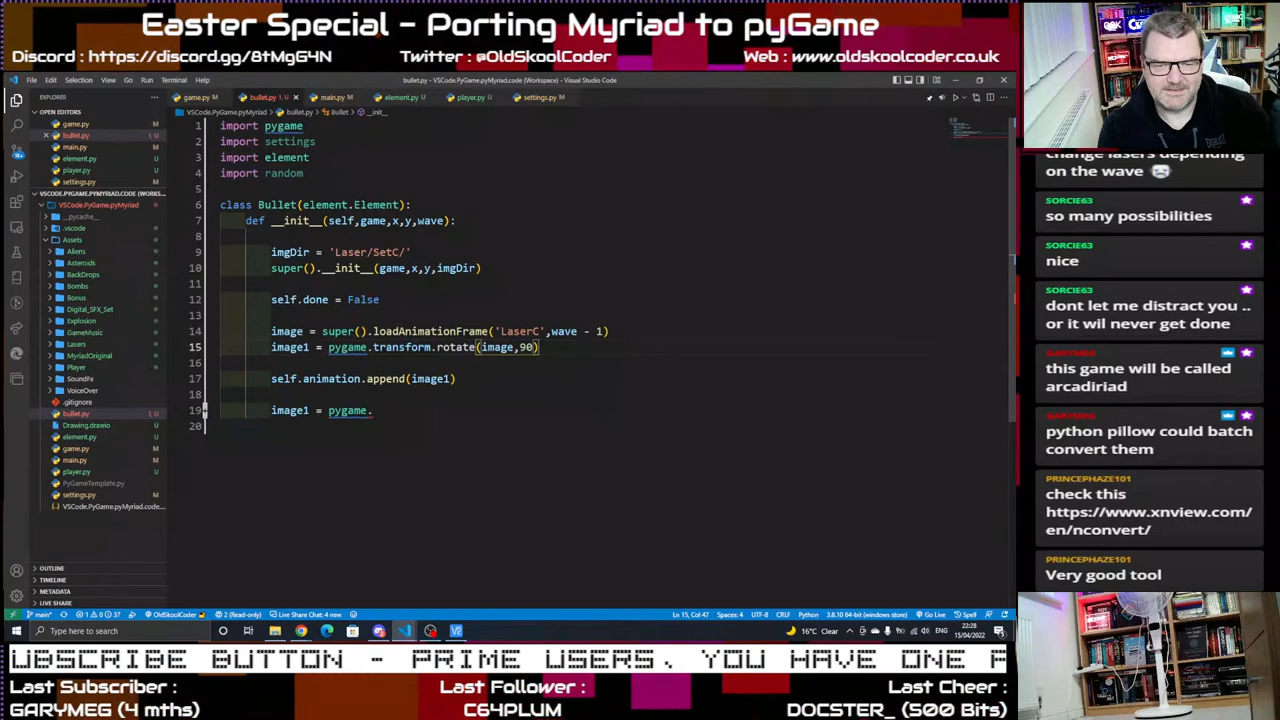 Easter Special - Porting Myriad to pyGame
Discord : https://discord.gg/8tMgG4N
Twitter : @OldSkoolCoder
Web : www.oldskoolcoder.co.uk
File Edit Selection View Go Run Terminal Help
bullet.py - VSCode.PyGame.pyMyriad.code (Workspace) - Visual Studio Code
EXPLORER
game.py M
bullet.py 1, U
main.py M
element.py M
player.py M
settings.py M
OPEN EDITORS
game.py M
bullet.py 1, U
main.py M
element.py M
player.py M
settings.py M
VSCODE.PYGAME.PYMYRIAD.CODE (WORKS...
VSCode.PyGame.pyMyriad
__pycache__
.vscode
Assets
Aliens
Asteroids
BackDrops
Bombs
Bonus
Digital_SFX_Set
Explosion
GameMusic
Lasers
MyriadOriginal
Player
SoundFx
VoiceOver
.gitignore
bullet.py 1, U
Drawing.drawio U
element.py M
game.py M
main.py M
player.py M
PyGameTemplate.py
settings.py M
VSCode.PyGame.pyMyriad.code...
OUTLINE
TIMELINE
METADATA
LIVE SHARE
VSCode.PyGame.pyMyriad > bullet.py > Bullet > __init__
1 import pygame
2 import settings
3 import element
4 import random
5
6 class Bullet(element.Element):
7 def __init__(self,game,x,y,wave):
8
9 imgDir = 'Laser/SetC/'
10 super().__init__(game,x,y,imgDir)
11
12 self.done = False
13
14 image = super().loadAnimationFrame('LaserC',wave - 1)
15 image1 = pygame.transform.rotate(image,90)
16
17 self.animation.append(image1)
18
19 image1 = pygame.
20
change lasers depending
on the wave
SORCIE63
so many possibilities
SORCIE63
nice
SORCIE63
dont let me distract you ..
or it wil never get done
GARYMEG
this game will be called
arcadiriad
GARYMEG
python pillow could batch
convert them
PRINCEPHAZE101
check this
https://www.xnview.com/
en/nconvert/
PRINCEPHAZE101
Very good tool
main* 1 0 37 OldSkoolCoder 2 (Read-only) Live Share Chat: 4 new
Ln 15, Col 47 Spaces: 4 UTF-8 CRLF Python 3.8.10 64-bit (windows store) Go Live Spell
Type here to search
16°C Clear
ENG
22:28
15/04/2022
UBSCRIBE BUTTON - PRIME USERS, YOU HAVE ONE
Last Subscriber :
GARYMEG (4 mths)
Last Follower :
C64PLUM
Last Cheer :
DOCSTER_ (500 Bits)